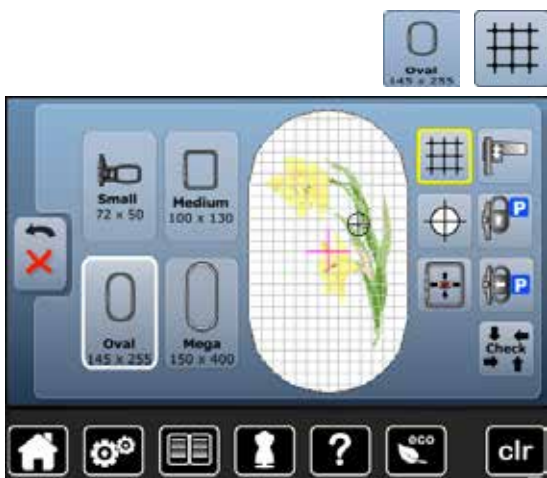 Oval
145 x 255
Small
72 x 50
Medium
100 x 130
P
Oval
145 x 255
Mega
150 x 400
P
Check
?
eco
clr